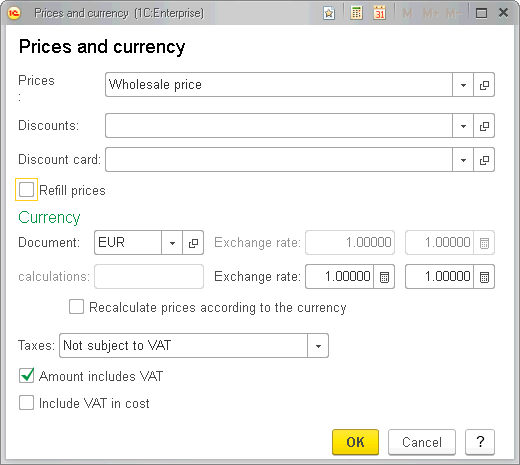 Prices and currency (1C:Enterprise)
M M+ M-
Prices and currency
Prices
:
Wholesale price
Discounts:
Discount card:
Refill prices
Currency
Document: EUR Exchange rate: 1.00000 1.00000
calculations: Exchange rate: 1.00000 1.00000
Recalculate prices according to the currency
Taxes: Not subject to VAT
Amount includes VAT
Include VAT in cost
OK Cancel ?